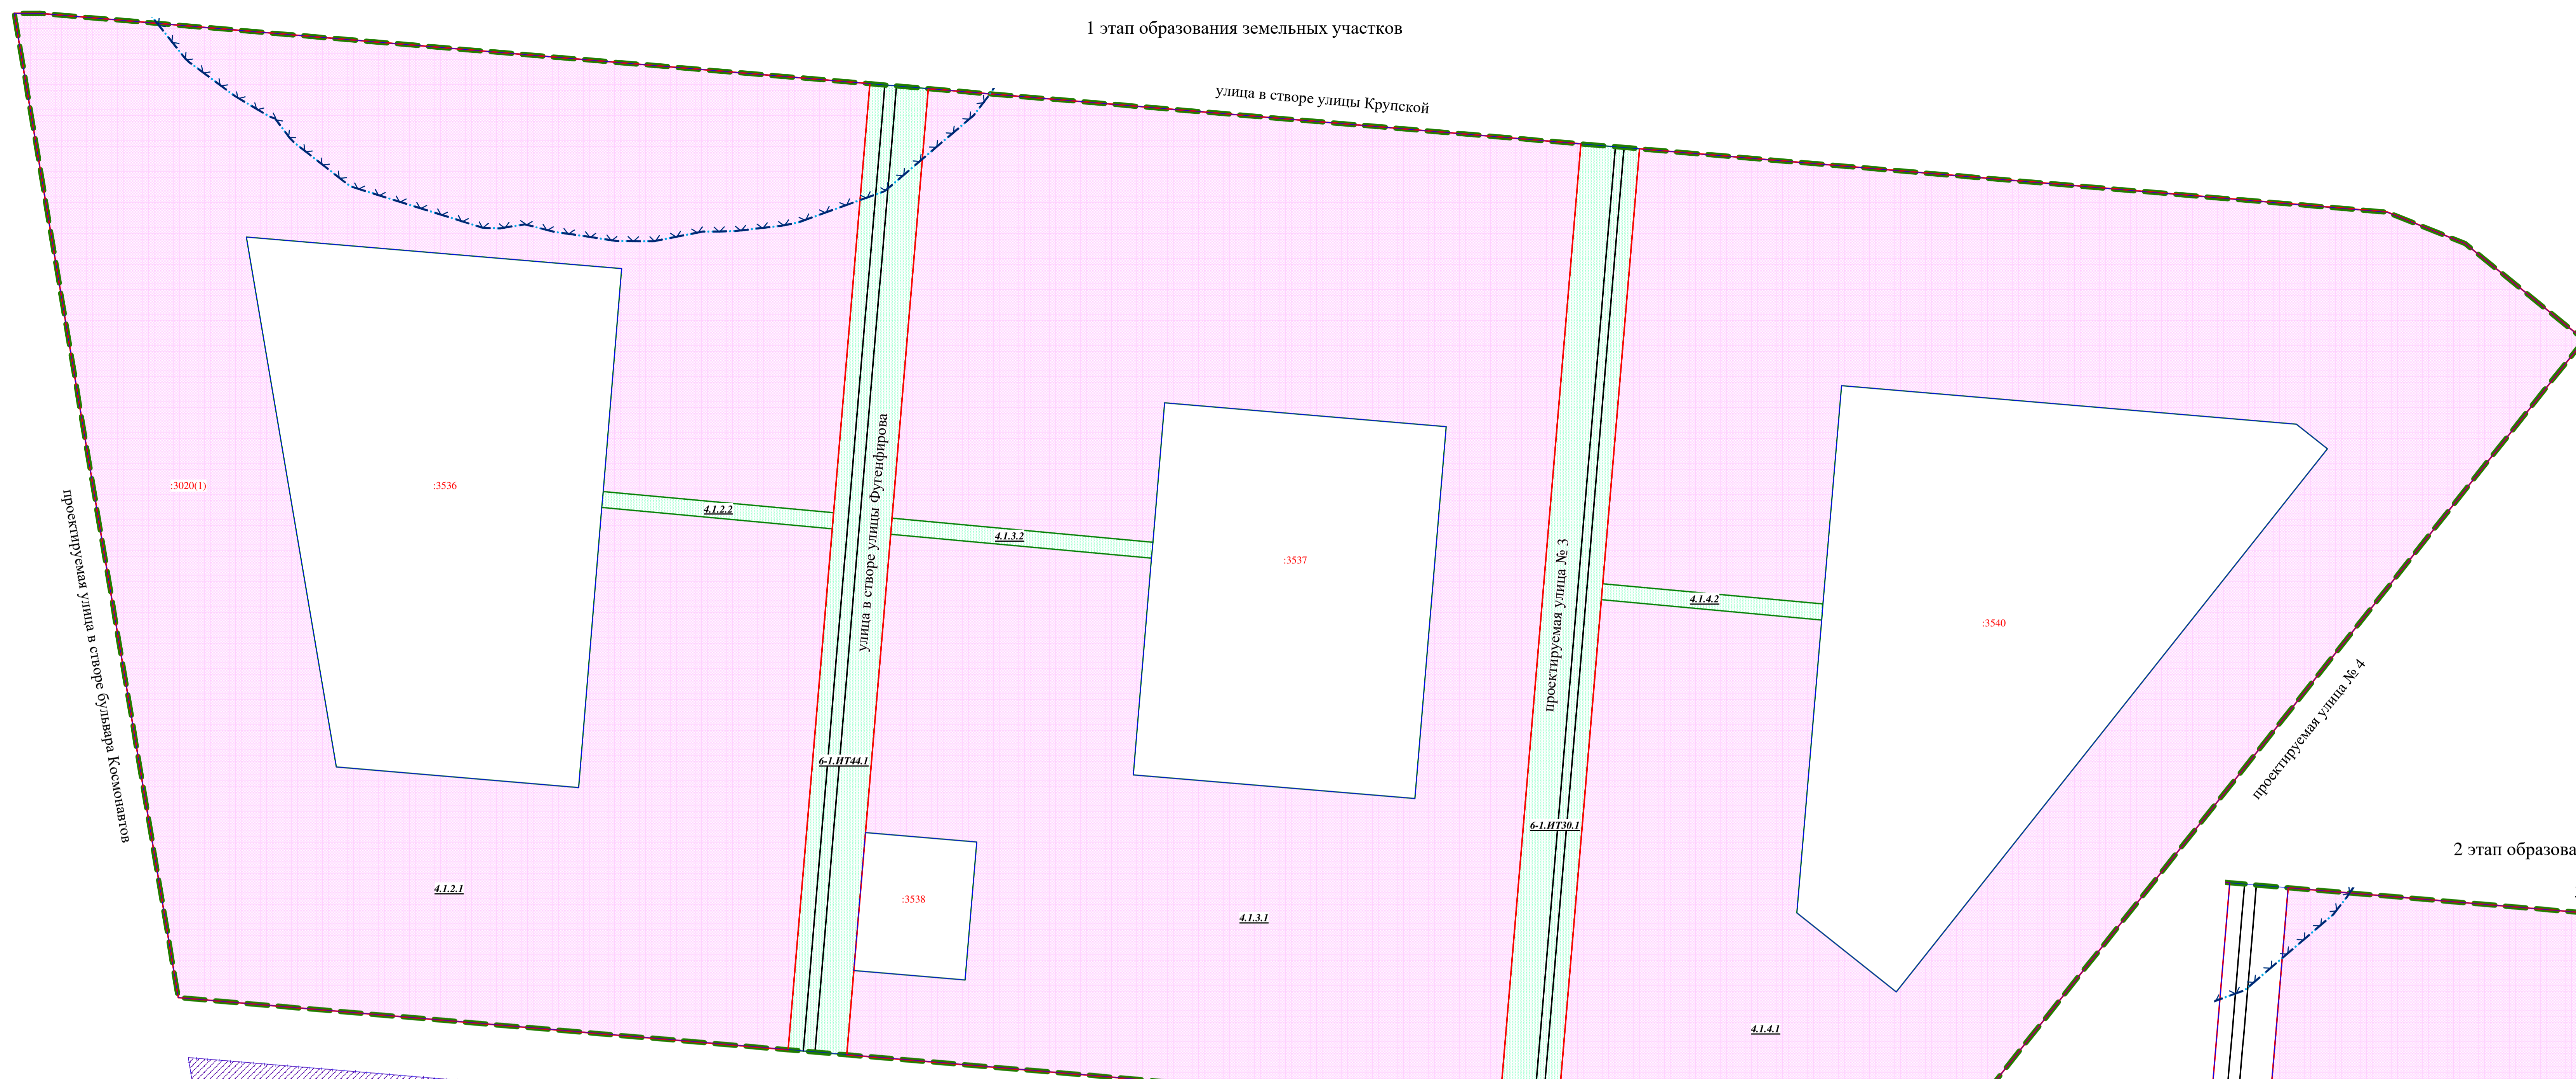 1 этап образования земельных участков
улица в створе улицы Крупской
проектируемая улица в створе бульвара Космонавтов
:3020(1)
:3536
4.1.2.2
улица в створе улицы Фугенфирова
4.1.3.2
:3537
проектируемая улица № 3
4.1.4.2
:3540
проектируемая улица № 4
6-1.ИТ44.1
6-1.ИТ30.1
2 этап образова
4.1.2.1
:3538
4.1.3.1
4.1.4.1